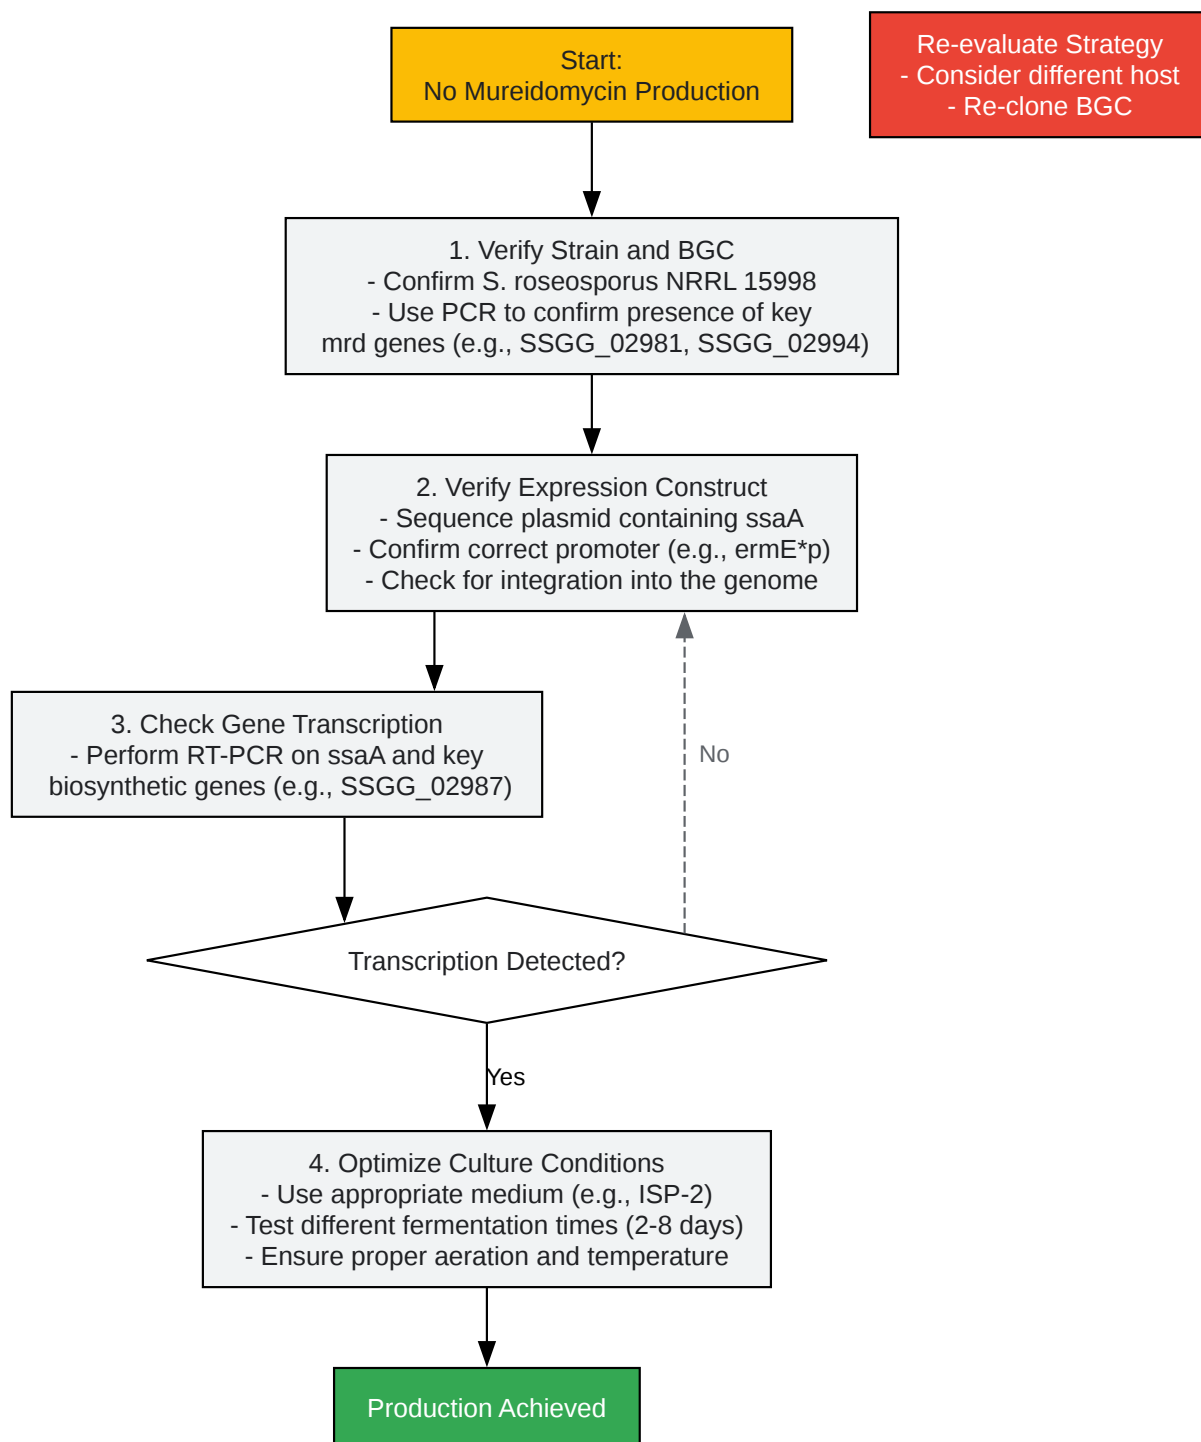 Start:
No Mureidomycin Production
Re-evaluate Strategy
- Consider different host
- Re-clone BGC
1. Verify Strain and BGC
- Confirm S. roseosporus NRRL 15998
- Use PCR to confirm presence of key
mrd genes (e.g., SSGG_02981, SSGG_02994)
2. Verify Expression Construct
- Sequence plasmid containing ssaA
- Confirm correct promoter (e.g., ermE*p)
- Check for integration into the genome
3. Check Gene Transcription
- Perform RT-PCR on ssaA and key
biosynthetic genes (e.g., SSGG_02987)
No
Transcription Detected?
Yes
4. Optimize Culture Conditions
- Use appropriate medium (e.g., ISP-2)
- Test different fermentation times (2-8 days)
- Ensure proper aeration and temperature
Production Achieved